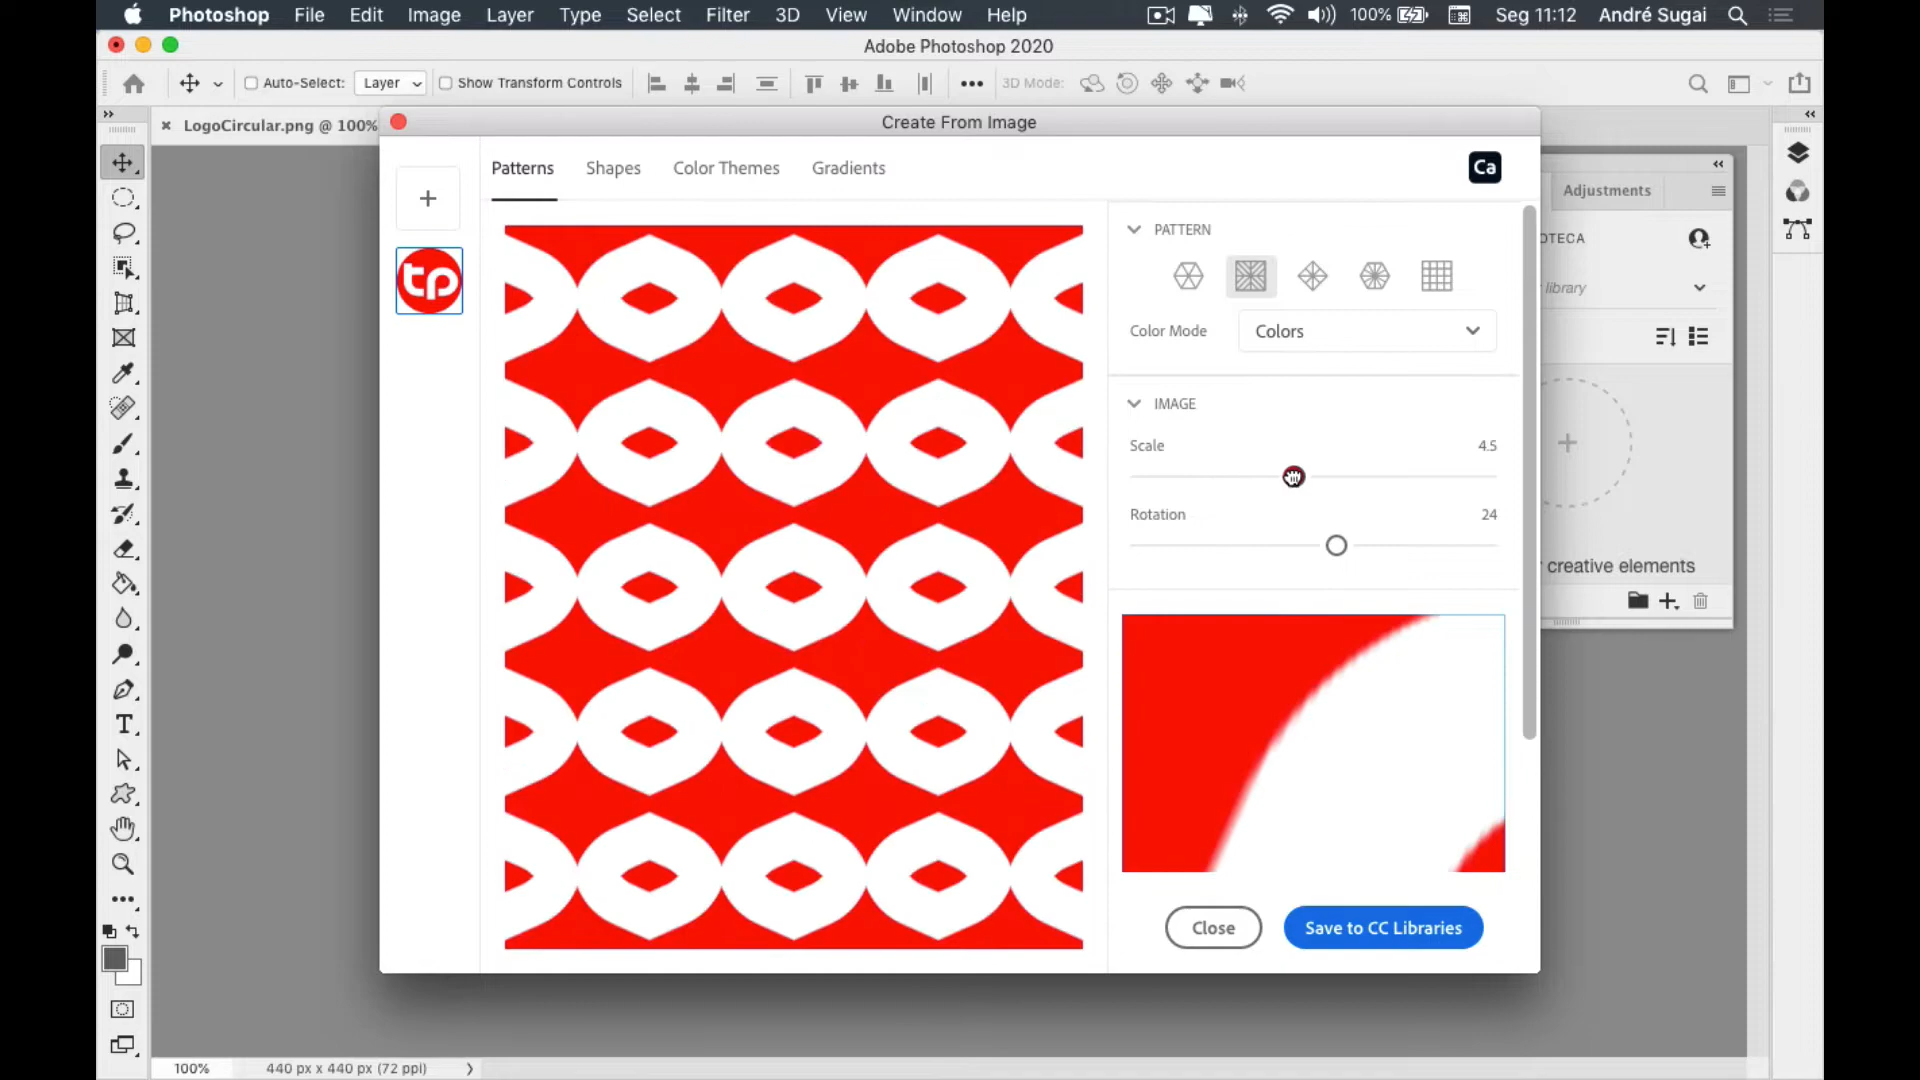 Photoshop File Edit Image Layer Type Select Filter 3D View Window Help 100% Seg 11:12 André Sugai
Adobe Photoshop 2020
Auto-Select: Layer Show Transform Controls 3D Mode:
LogoCircular.png @ 100%
Create From Image
Patterns Shapes Color Themes Gradients Ca
Adjustments
tp
PATTERN
OTECA
library
Color Mode Colors
IMAGE
Scale 4.5
Rotation 24
creative elements
Close Save to CC Libraries
100% 440 px x 440 px (72 ppi)